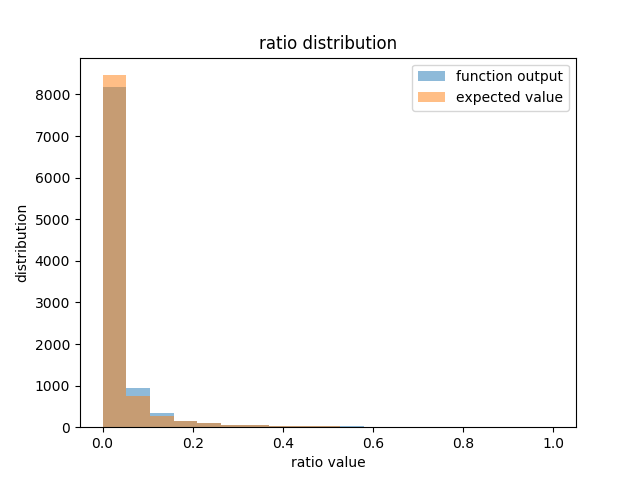 ratio distribution
function output
expected value
8000
7000
6000
5000
4000
3000
2000
1000
0
distribution
0.0 0.2 0.4 0.6 0.8 1.0
ratio value